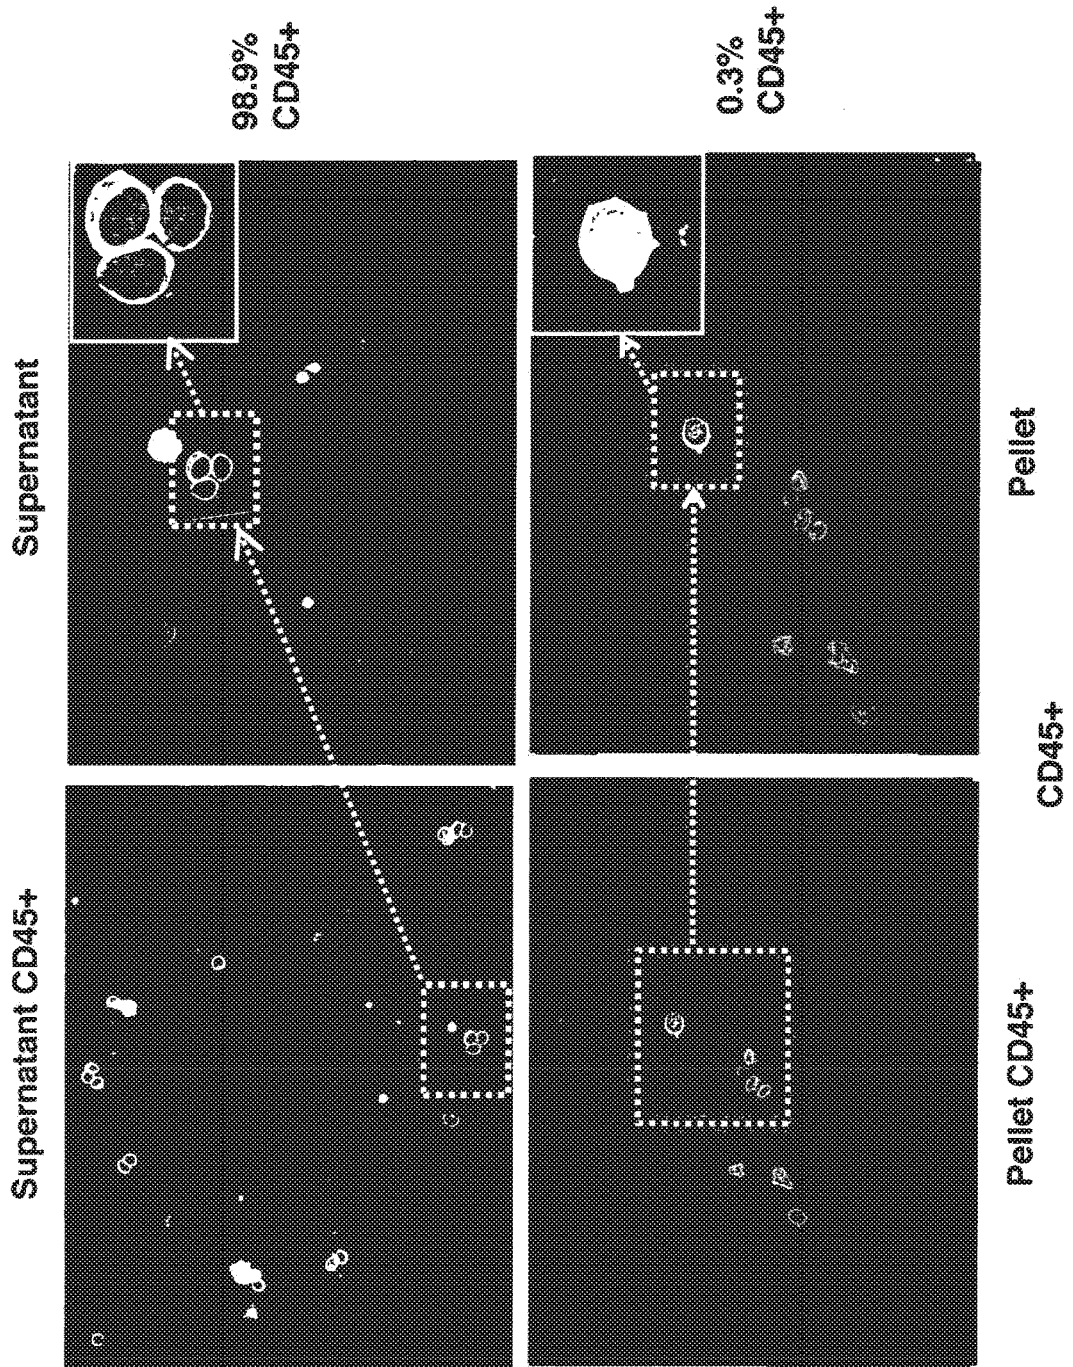 Supernatant CD45+
Supernatant
98.9%
CD45+
0.3%
CD45+
Pellet CD45+
Pellet
CD45+